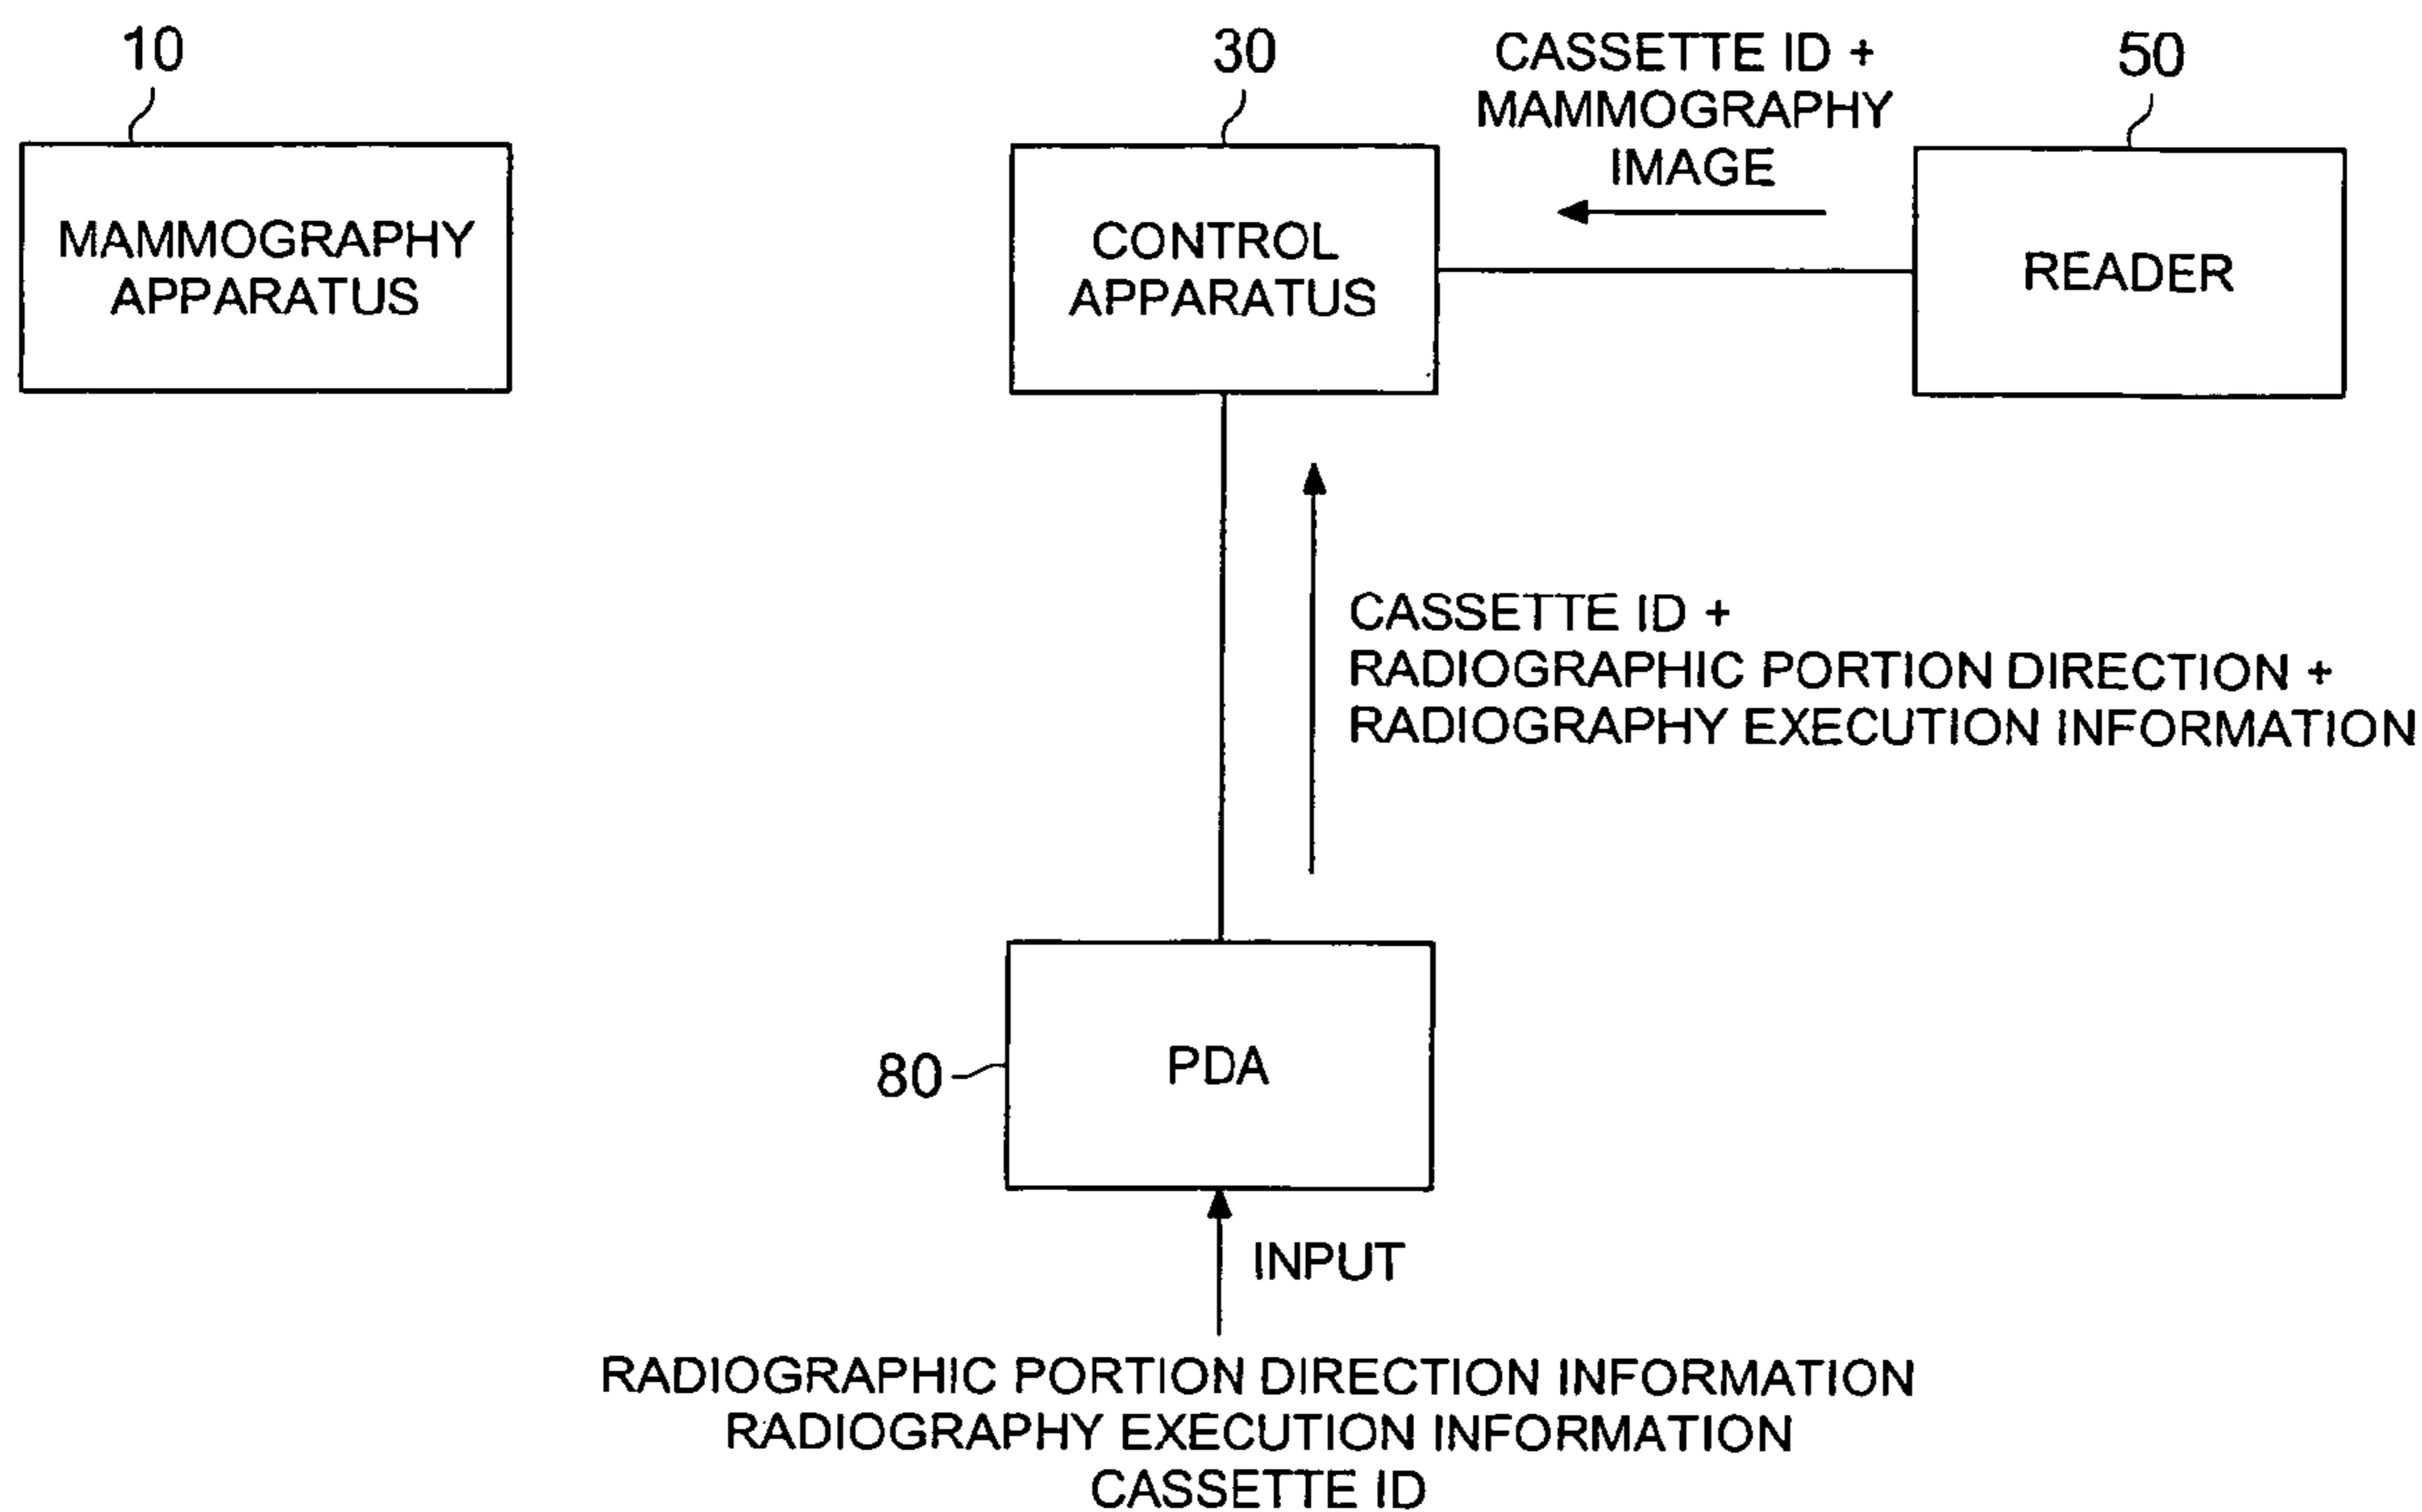 10
30
CASSETTE ID +
MAMMOGRAPHY
IMAGE
50
MAMMOGRAPHY
APPARATUS
CONTROL
APPARATUS
READER
CASSETTE ID +
RADIOGRAPHIC PORTION DIRECTION +
RADIOGRAPHY EXECUTION INFORMATION
80
PDA
INPUT
RADIOGRAPHIC PORTION DIRECTION INFORMATION
RADIOGRAPHY EXECUTION INFORMATION
CASSETTE ID